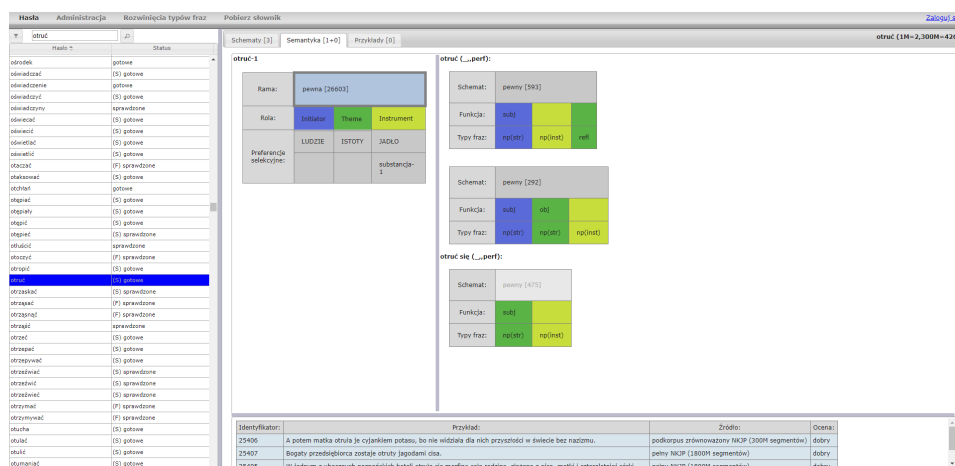 Hasła Administracja Rozwinięcia typów fraz Pobierz słownik Zaloguj s
otruć
Schematy [3] Semantyka [1+0] Przykłady [0] otruć (1M=2,300M=426
Hasło Status
ośrodek gotowe
oświadczać (S) gotowe
oświadczenie gotowe
oświadczyć (S) gotowe
oświadczyny sprawdzone
oświecać (S) gotowe
oświecić (S) gotowe
oświetlać (S) gotowe
oświetlić (S) gotowe
otaczać (F) sprawdzone
otaksować (S) gotowe
otchłań gotowe
otępiać (S) gotowe
otępiały (S) gotowe
otępić (S) gotowe
otępieć (S) sprawdzone
otłuścić sprawdzone
otoczyć (F) sprawdzone
otropić (S) gotowe
otruć (S) gotowe
otrzaskać (S) sprawdzone
otrząsać (F) sprawdzone
otrząsnąć (F) sprawdzone
otrząść sprawdzone
otrzeć (S) gotowe
otrzepać (S) gotowe
otrzepywać (S) gotowe
otrzeźwiać (S) sprawdzone
otrzeźwić (S) sprawdzone
otrzeźwieć (S) sprawdzone
otrzymać (F) sprawdzone
otrzymywać (F) sprawdzone
otucha (S) gotowe
otulać (S) gotowe
otulić (S) gotowe
otumaniać (S) gotowe
otruć-1
Rama: pewna [26603]
Rola: Initiator Theme Instrument
Preferencje selekcyjne: LUDZIE ISTOTY JADŁO
substancja-1
otruć (_,,perf):
Schemat: pewny [593]
Funkcja: subj
Typy fraz: np(str) np(inst) refl
Schemat: pewny [292]
Funkcja: subj obj
Typy fraz: np(str) np(str) np(inst)
otruć się (_,,perf):
Schemat: pewny [475]
Funkcja: subj
Typy fraz: np(str) np(inst)
Identyfikator: Przykład: Źródło: Ocena:
25406 A potem matka otruła je cyjankiem potasu, bo nie widziała dla nich przyszłości w świecie bez nazizmu. podkorpus zrównoważony NKJP (300M segmentów) dobry
25407 Bogaty przedsiębiorca zostaje otruty jagodami cisa. pełny NKJP (1800M segmentów) dobry